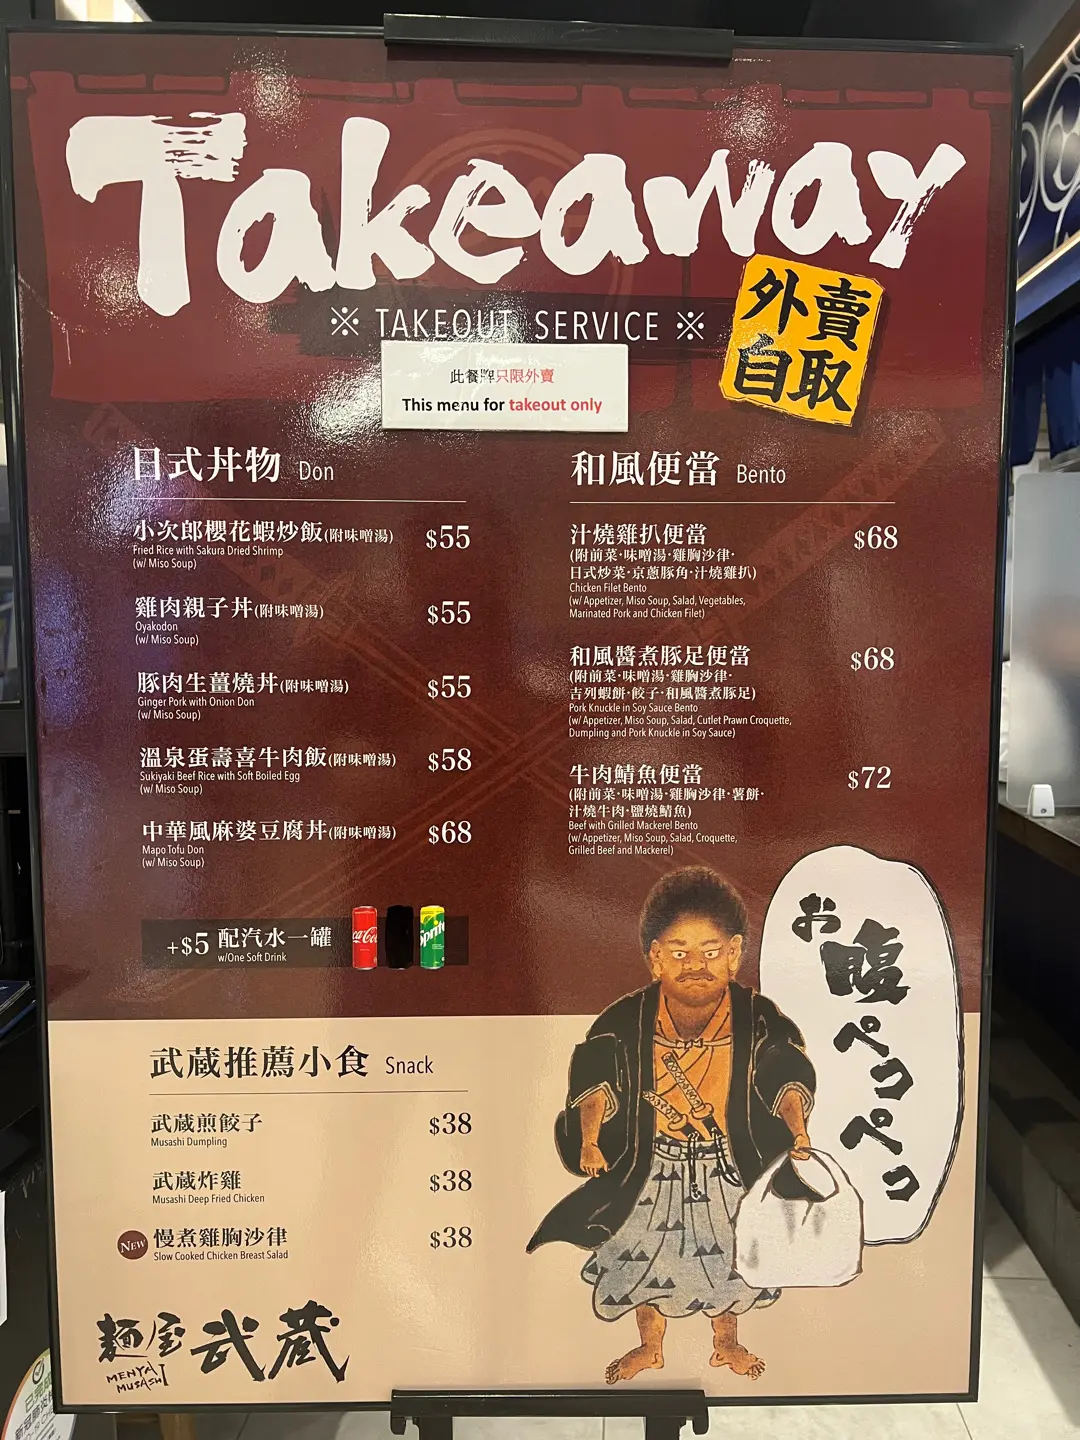 Takeaway
※ TAKEOUT SERVICE ※
外賣
自取
此餐牌只限外賣
This menu for takeout only
日式丼物 Don
小次郎櫻花蝦炒飯(附味噌湯) $55
Fried Rice with Sakura Dried Shrimp
(w/ Miso Soup)
雞肉親子丼(附味噌湯) $55
Oyakodon
(w/ Miso Soup)
豚肉生薑燒丼(附味噌湯) $55
Ginger Pork with Onion Don
(w/ Miso Soup)
溫泉蛋壽喜牛肉飯(附味噌湯) $58
Sukiyaki Beef Rice with Soft Boiled Egg
(w/ Miso Soup)
中華風麻婆豆腐丼(附味噌湯) $68
Mapo Tofu Don
(w/ Miso Soup)
+$5 配汽水一罐
w/One Soft Drink
Coca-Col
Sprite
和風便當 Bento
汁燒雞扒便當 $68
(附前菜·味噌湯·雞胸沙律·
日式炒菜·京蔥豚角·汁燒雞扒)
Chicken Filet Bento
(w/ Appetizer, Miso Soup, Salad, Vegetables,
Marinated Pork and Chicken Filet)
和風醬煮豚足便當 $68
(附前菜·味噌湯·雞胸沙律·
吉列蝦餅·餃子·和風醬煮豚足)
Pork Knuckle in Soy Sauce Bento
(w/ Appetizer, Miso Soup, Salad, Cutlet Prawn Croquette,
Dumpling and Pork Knuckle in Soy Sauce)
牛肉鯖魚便當 $72
(附前菜·味噌湯·雞胸沙律·薯餅·
汁燒牛肉·鹽燒鯖魚)
Beef with Grilled Mackerel Bento
(w/ Appetizer, Miso Soup, Salad, Croquette,
Grilled Beef and Mackerel)
お腹ペコペコ
武蔵推薦小食 Snack
武蔵煎餃子 $38
Musashi Dumpling
武蔵炸雞 $38
Musashi Deep Fried Chicken
NEW 慢煮雞胸沙律 $38
Slow Cooked Chicken Breast Salad
麺屋武蔵
MENYA
MUSASHI